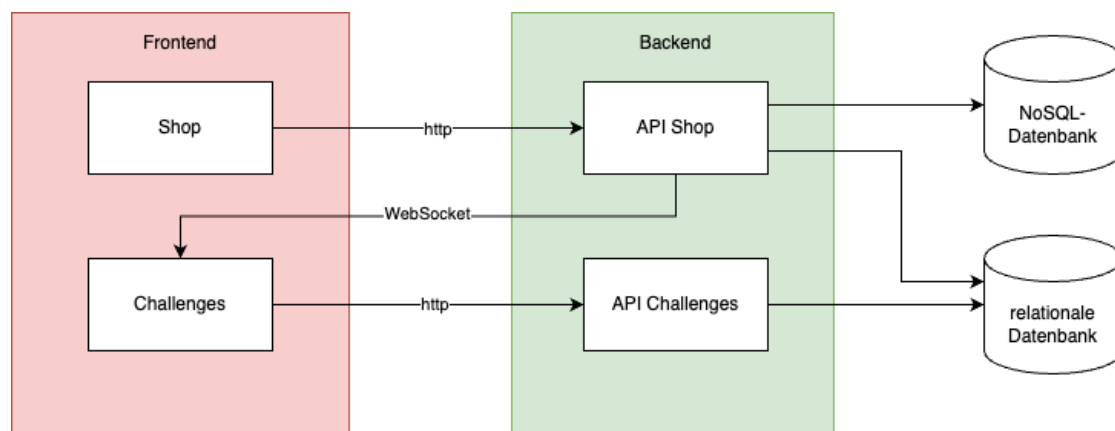 Frontend
Backend
Shop
http
API Shop
NoSQL-
Datenbank
WebSocket
Challenges
http
API Challenges
relationale
Datenbank